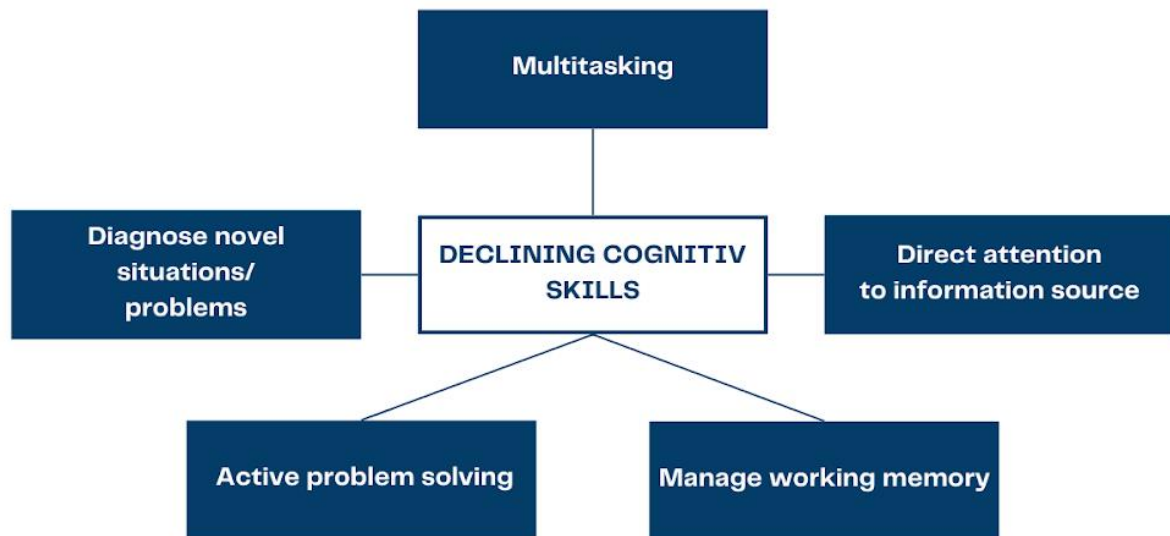 Multitasking
Diagnose novel
situations/
problems
DECLINING COGNITIV
SKILLS
Direct attention
to information source
Active problem solving
Manage working memory